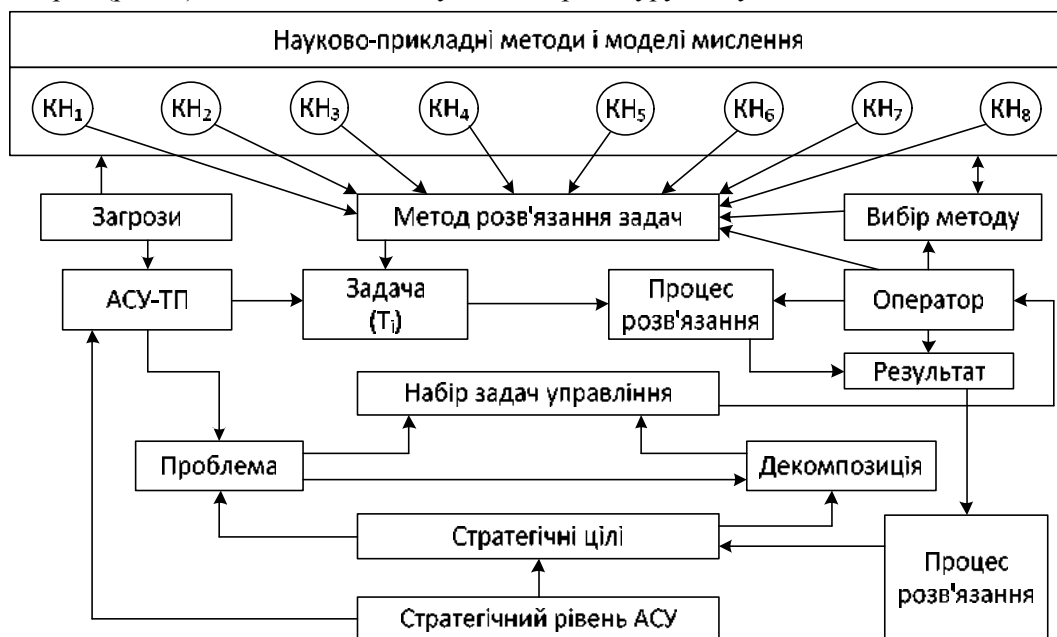 Науково-прикладні методи і моделі мислення
КН₁ КН₂ КН₃ КН₄ КН₅ КН₆ КН₇ КН₈
Загрози
Метод розв'язання задач
Вибір методу
АСУ-ТП
Задача
(Tⱼ)
Процес
розв'язання
Оператор
Результат
Набір задач управління
Проблема
Декомпозиція
Стратегічні цілі
Процес
розв'язання
Стратегічний рівень АСУ